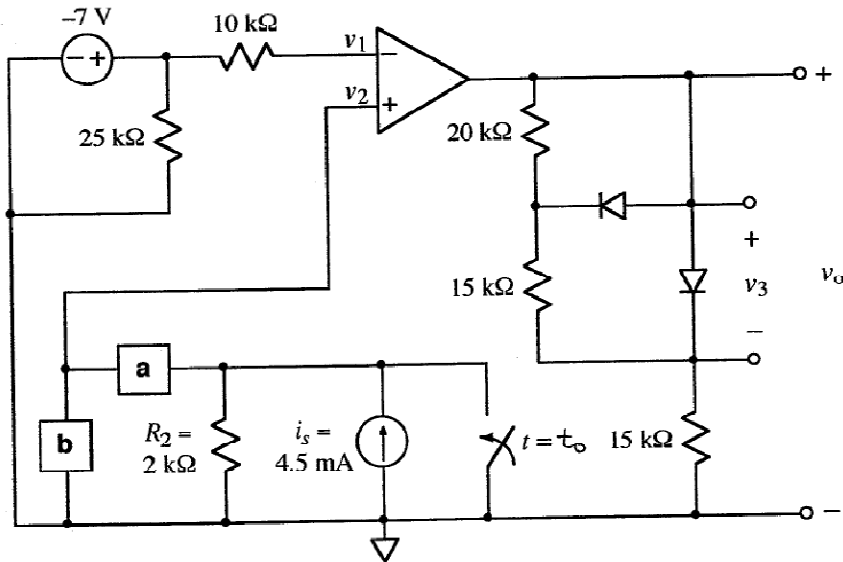 –7 V
10 kΩ
– +
v1
–
v2
+
25 kΩ
20 kΩ
+
+
15 kΩ
v3
vo
–
a
b
R2 =
2 kΩ
is =
4.5 mA
t = to
15 kΩ
–